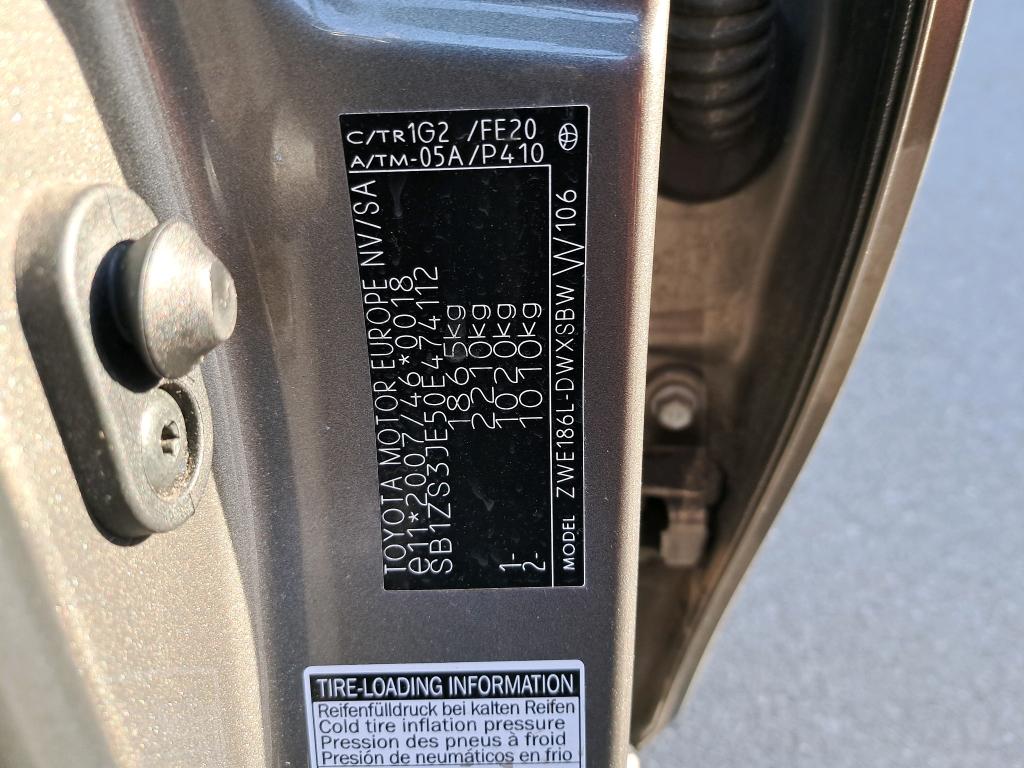 C/TR1G2 /FE20
A/TM-05A/P410
TOYOTA MOTOR EUROPE NV/SA
e11*2007/46*0018
SB1ZS3JE50E474112
1865kg
2210kg
1- 1020kg
2- 1010kg
MODEL ZWE186L-DWXSBW W106
TIRE-LOADING INFORMATION
Reifenfülldruck bei kalten Reifen
Cold tire inflation pressure
Pression des pneus à froid
Presión de neumáticos en frio